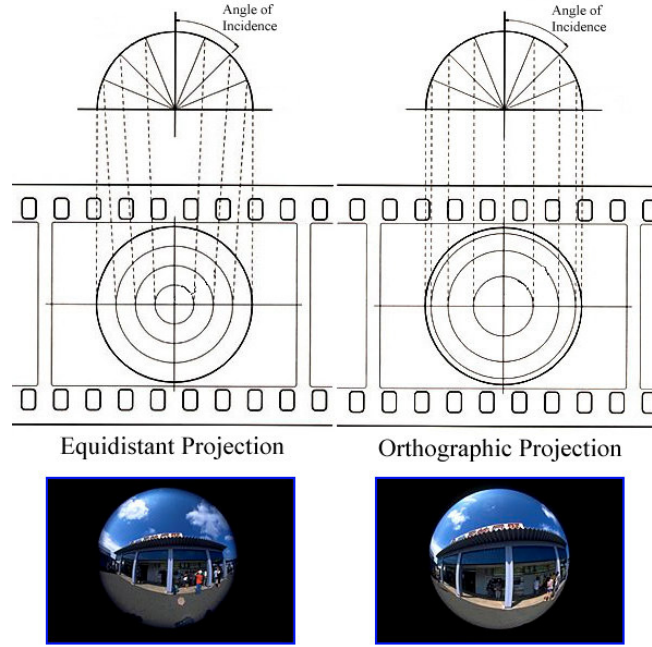 Angle of
Incidence
Angle of
Incidence
Equidistant Projection
Orthographic Projection